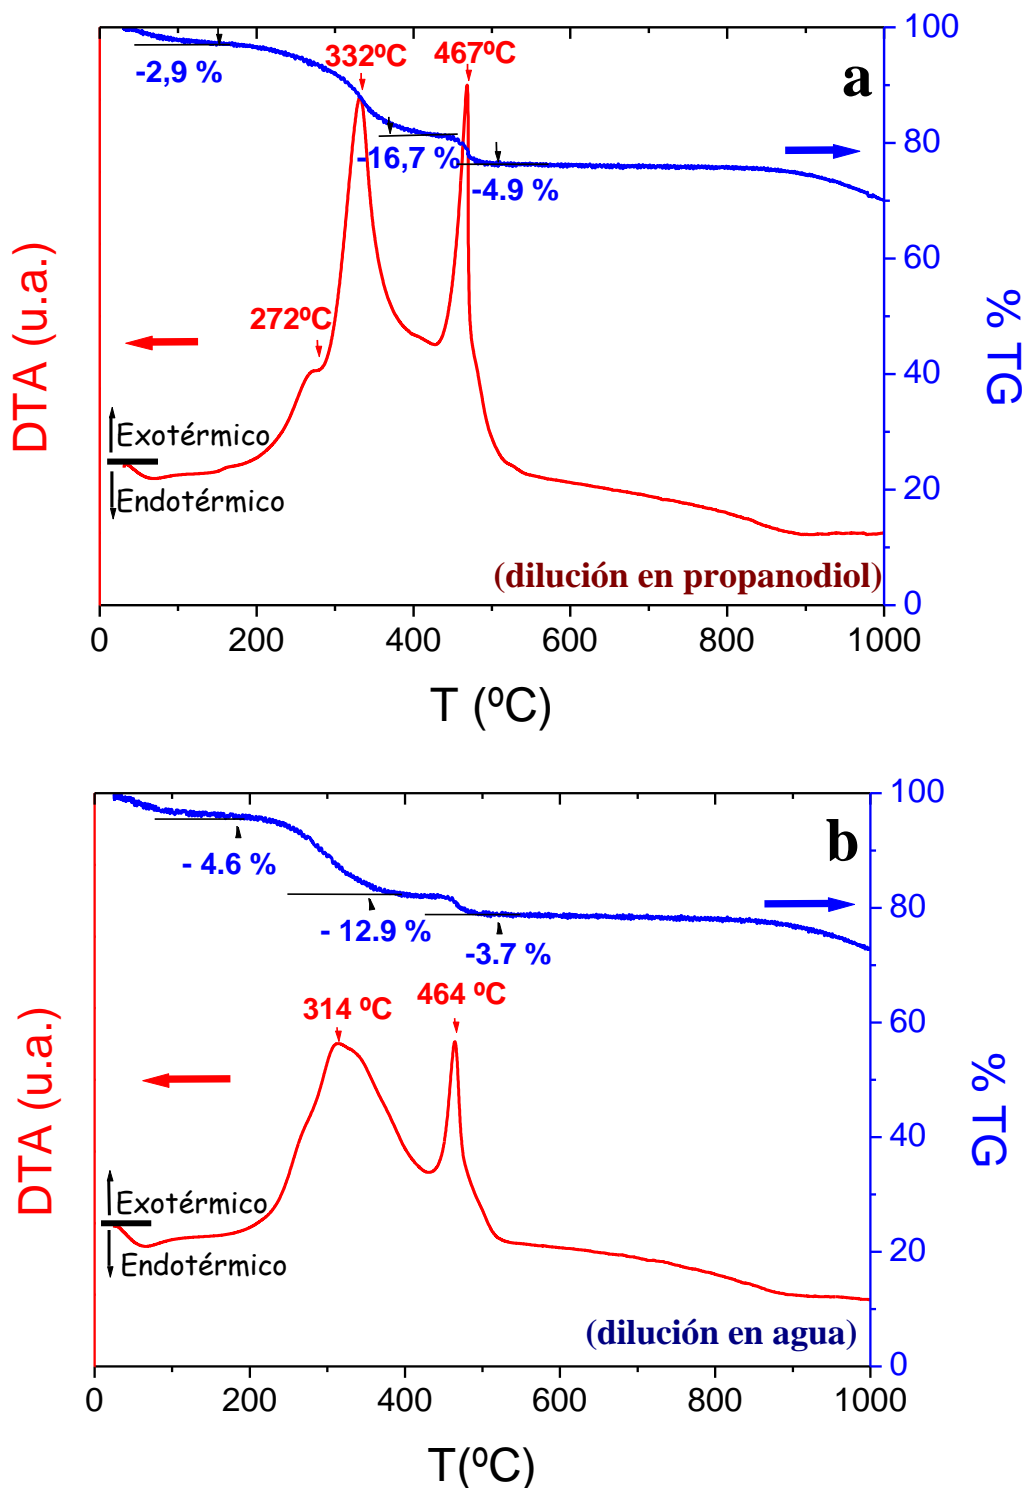 100
332ºC
467ºC
-2,9 %
a
-16,7 %
80
-4.9 %
60
272ºC
DTA (u.a.)
% TG
40
Exotérmico
Endotérmico
20
(dilución en propanodiol)
0
0 200 400 600 800 1000
T (ºC)
100
b
- 4.6 %
80
- 12.9 %
-3.7 %
464 ºC
314 ºC
60
DTA (u.a.)
% TG
40
Exotérmico
Endotérmico
20
(dilución en agua)
0
0 200 400 600 800 1000
T(ºC)